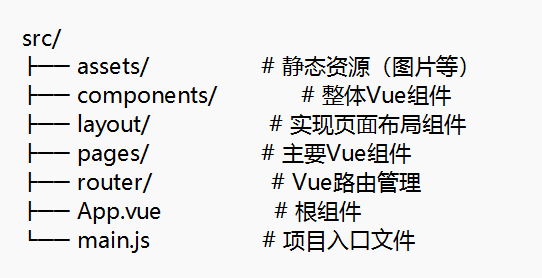 src/
├── assets/ # 静态资源（图片等）
├── components/ # 整体Vue组件
├── layout/ # 实现页面布局组件
├── pages/ # 主要Vue组件
├── router/ # Vue路由管理
├── App.vue # 根组件
└── main.js # 项目入口文件